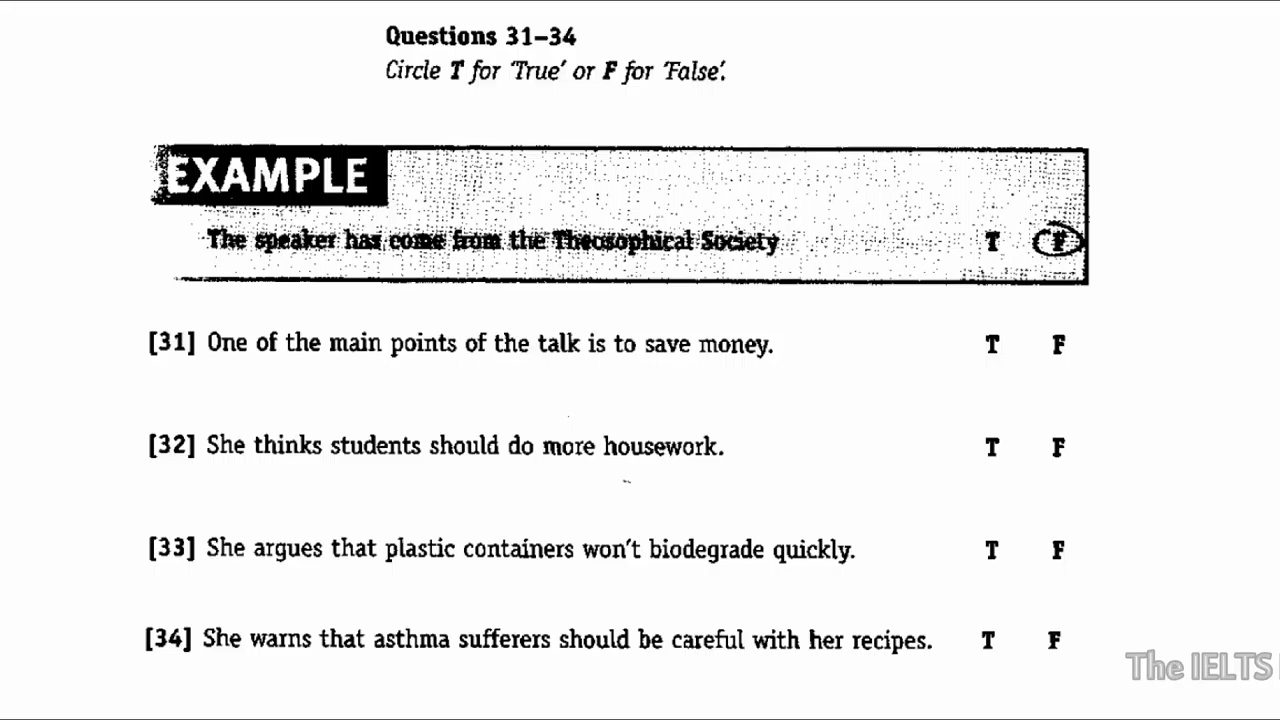 Questions 31–34
Circle T for 'True' or F for 'False'.
EXAMPLE
The speaker has come from the Theosophical Society T F
[31] One of the main points of the talk is to save money. T F
[32] She thinks students should do more housework. T F
[33] She argues that plastic containers won't biodegrade quickly. T F
[34] She warns that asthma sufferers should be careful with her recipes. T F
The IELTS